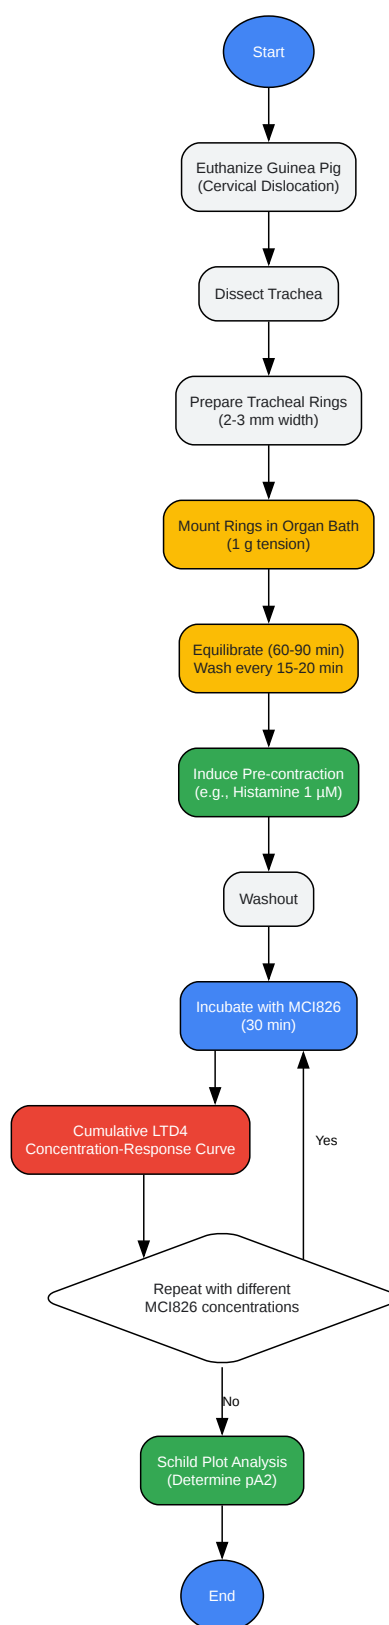 Start
Euthanize Guinea Pig
(Cervical Dislocation)
Dissect Trachea
Prepare Tracheal Rings
(2-3 mm width)
Mount Rings in Organ Bath
(1 g tension)
Equilibrate (60-90 min)
Wash every 15-20 min
Induce Pre-contraction
(e.g., Histamine 1 µM)
Washout
Incubate with MCI826
(30 min)
Cumulative LTD4
Concentration-Response Curve
Yes
Repeat with different
MCI826 concentrations
No
Schild Plot Analysis
(Determine pA2)
End